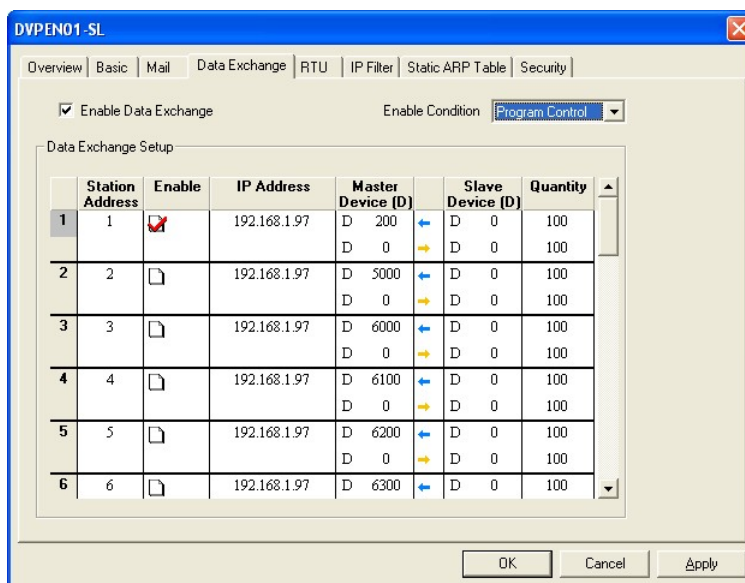 DVPEN01-SL
Overview Basic Mail Data Exchange RTU IP Filter Static ARP Table Security
Enable Data Exchange Enable Condition Program Control
Data Exchange Setup
Station Address Enable IP Address Master Device (D) Slave Device (D) Quantity
1 1 192.168.1.97 D 200 D 0 100
D 0 D 0 100
2 2 192.168.1.97 D 5000 D 0 100
D 0 D 0 100
3 3 192.168.1.97 D 6000 D 0 100
D 0 D 0 100
4 4 192.168.1.97 D 6100 D 0 100
D 0 D 0 100
5 5 192.168.1.97 D 6200 D 0 100
D 0 D 0 100
6 6 192.168.1.97 D 6300 D 0 100
OK Cancel Apply